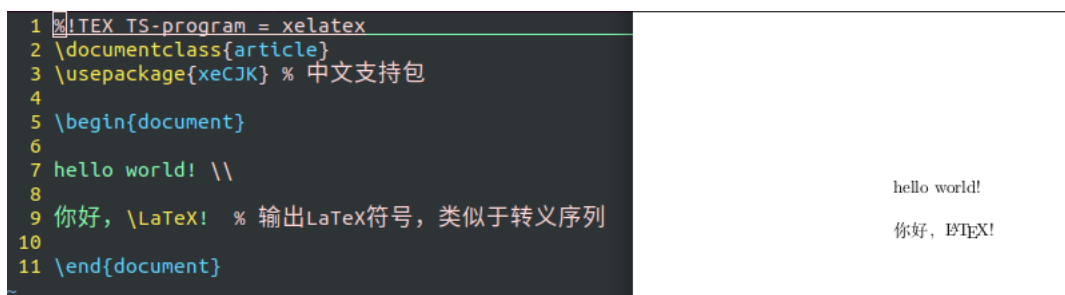 1 %!TEX TS-program = xelatex
2 \documentclass{article}
3 \usepackage{xeCJK} % 中文支持包
4
5 \begin{document}
6
7 hello world! \\
8
9 你好，\LaTeX!  % 输出LaTeX符号，类似于转义序列
10
11 \end{document}
~
hello world!
你好，LATEX!